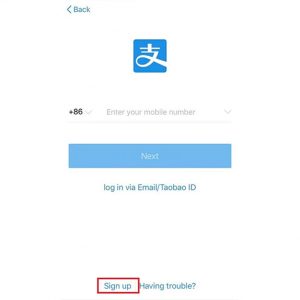 Back
支
+86 Enter your mobile number
Next
log in via Email/Taobao ID
Sign up Having trouble?